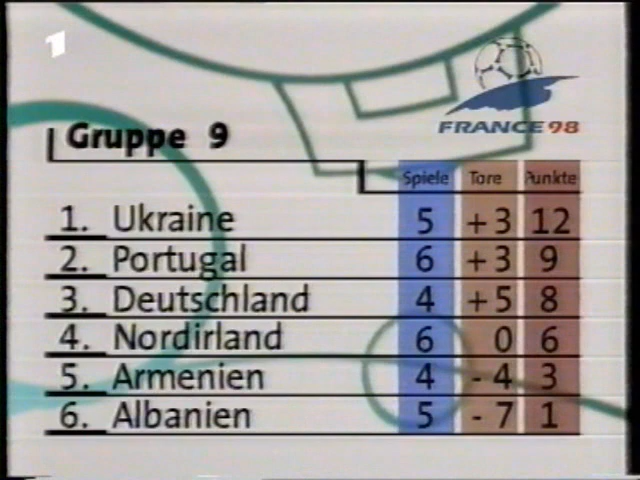 1
FRANCE 98
Gruppe 9
Spiele Tore Punkte
1. Ukraine 5 +3 12
2. Portugal 6 +3 9
3. Deutschland 4 +5 8
4. Nordirland 6 0 6
5. Armenien 4 - 4 3
6. Albanien 5 - 7 1